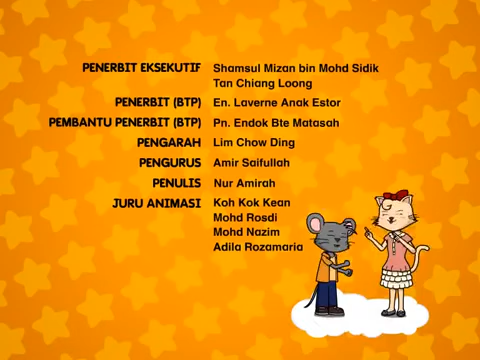 PENERBIT EKSEKUTIF Shamsul Mizan bin Mohd Sidik
Tan Chiang Loong
PENERBIT (BTP) En. Laverne Anak Estor
PEMBANTU PENERBIT (BTP) Pn. Endok Bte Matasah
PENGARAH Lim Chow Ding
PENGURUS Amir Saifullah
PENULIS Nur Amirah
JURU ANIMASI Koh Kok Kean
Mohd Rosdi
Mohd Nazim
Adila Rozamaria